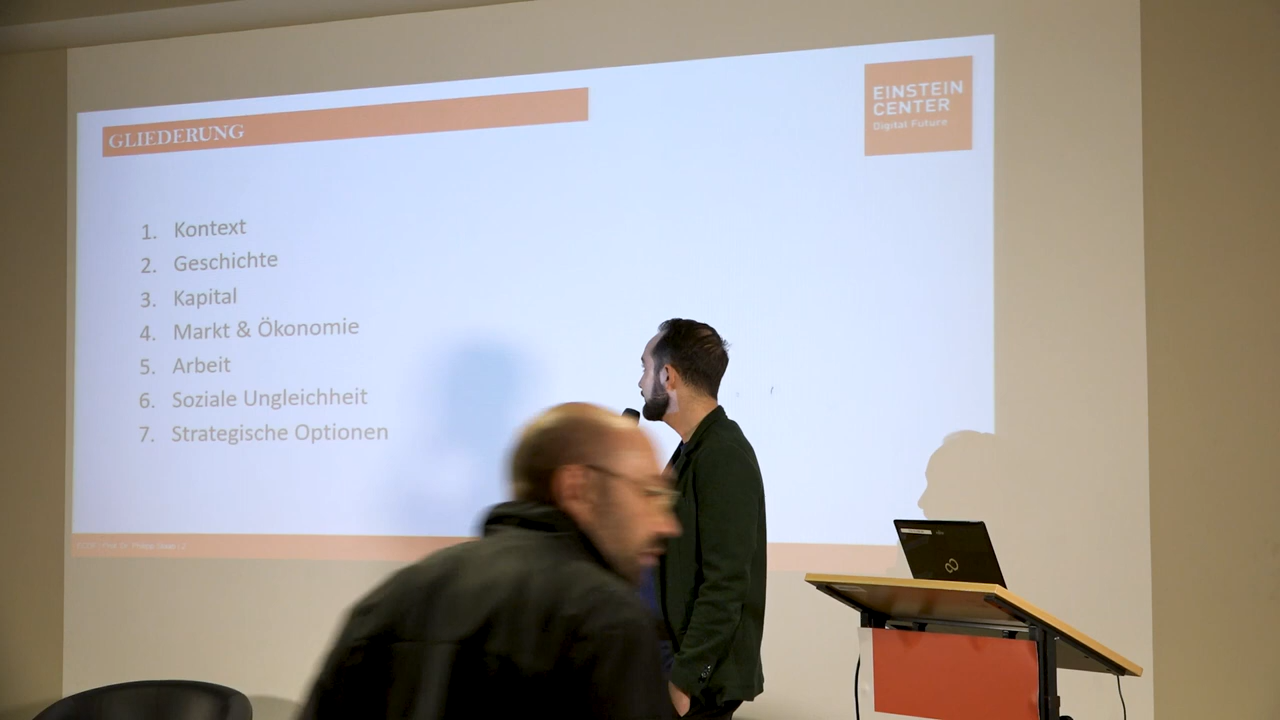 GLIEDERUNG
EINSTEIN
CENTER
Digital Future
1. Kontext
2. Geschichte
3. Kapital
4. Markt & Ökonomie
5. Arbeit
6. Soziale Ungleichheit
7. Strategische Optionen